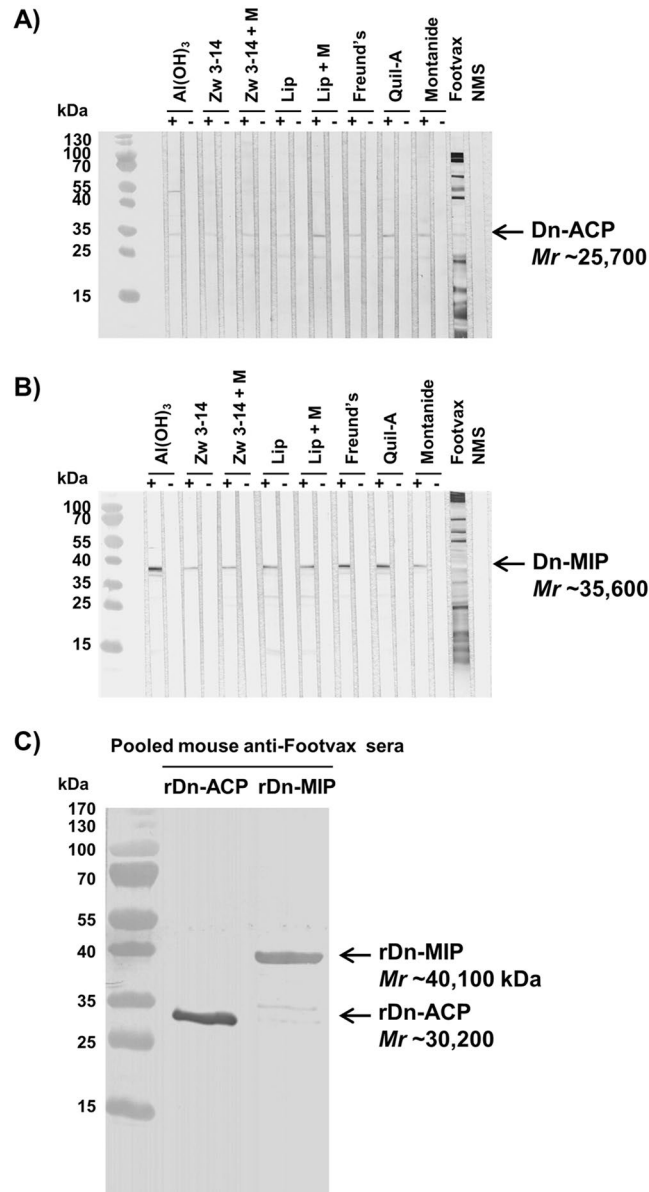 A)
Al(OH)3
Zw 3-14
Zw 3-14 + M
Lip
Lip + M
Freund's
Quil-A
Montanide
Footvax
NMS
kDa
+ - + - + - + - + - + - + - + -
130
100
70
55
40
35
25
15
Dn-ACP
Mr ~25,700
B)
Al(OH)3
Zw 3-14
Zw 3-14 + M
Lip
Lip + M
Freund's
Quil-A
Montanide
Footvax
NMS
kDa
+ - + - + - + - + - + - + - + -
100
70
55
40
35
25
15
Dn-MIP
Mr ~35,600
C)
Pooled mouse anti-Footvax sera
kDa
rDn-ACP rDn-MIP
170
130
100
70
55
40
35
25
15
rDn-MIP
Mr ~40,100 kDa
rDn-ACP
Mr ~30,200